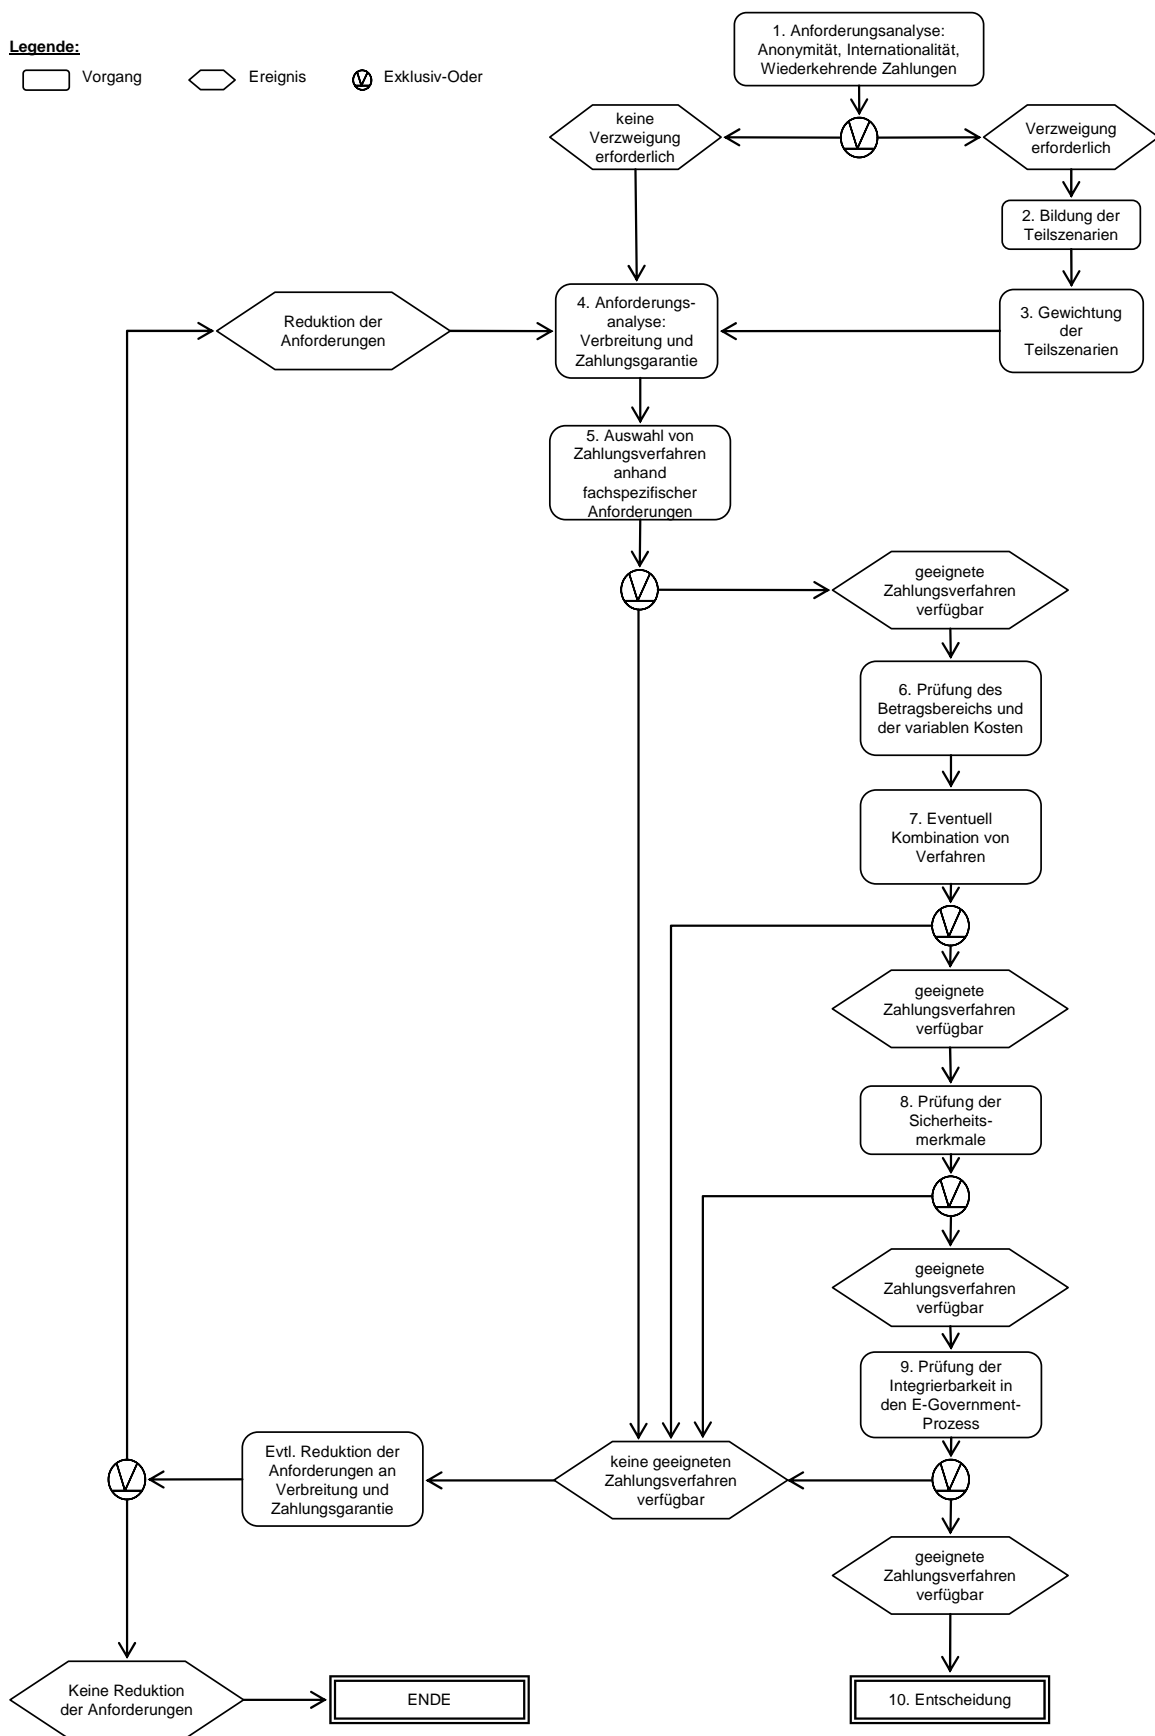 Legende:
Vorgang
Ereignis
Exklusiv-Oder
1. Anforderungsanalyse:
Anonymität, Internationalität,
Wiederkehrende Zahlungen
keine
Verzweigung
erforderlich
Verzweigung
erforderlich
2. Bildung der
Teilszenarien
3. Gewichtung
der
Teilszenarien
Reduktion der
Anforderungen
4. Anforderungs-
analyse:
Verbreitung und
Zahlungsgarantie
5. Auswahl von
Zahlungsverfahren
anhand
fachspezifischer
Anforderungen
geeignete
Zahlungsverfahren
verfügbar
6. Prüfung des
Betragsbereichs und
der variablen Kosten
7. Eventuell
Kombination von
Verfahren
geeignete
Zahlungsverfahren
verfügbar
8. Prüfung der
Sicherheits-
merkmale
geeignete
Zahlungsverfahren
verfügbar
9. Prüfung der
Integrierbarkeit in
den E-Government-
Prozess
keine geeigneten
Zahlungsverfahren
verfügbar
Evtl. Reduktion der
Anforderungen an
Verbreitung und
Zahlungsgarantie
geeignete
Zahlungsverfahren
verfügbar
Keine Reduktion
der Anforderungen
ENDE
10. Entscheidung